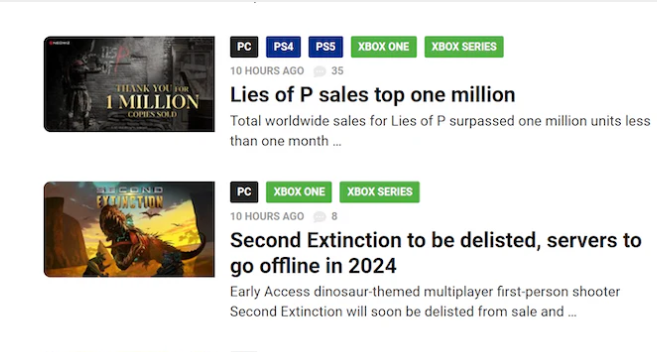 PC PS4 PS5 XBOX ONE XBOX SERIES
10 HOURS AGO 35
NEOWIZ
THANK YOU FOR
1 MILLION
COPIES SOLD
Lies of P sales top one million
Total worldwide sales for Lies of P surpassed one million units less
than one month …
PC XBOX ONE XBOX SERIES
10 HOURS AGO 8
SECOND
EXTINCTION
Second Extinction to be delisted, servers to
go offline in 2024
Early Access dinosaur-themed multiplayer first-person shooter
Second Extinction will soon be delisted from sale and …